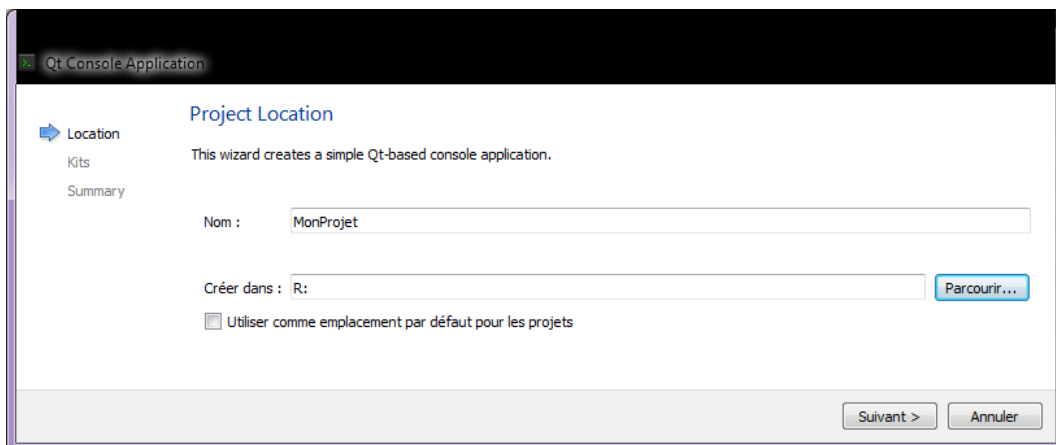 Qt Console Application
Project Location
Location
This wizard creates a simple Qt-based console application.
Kits
Summary
Nom : MonProjet
Créer dans : R: Parcourir...
Utiliser comme emplacement par défaut pour les projets
Suivant > Annuler